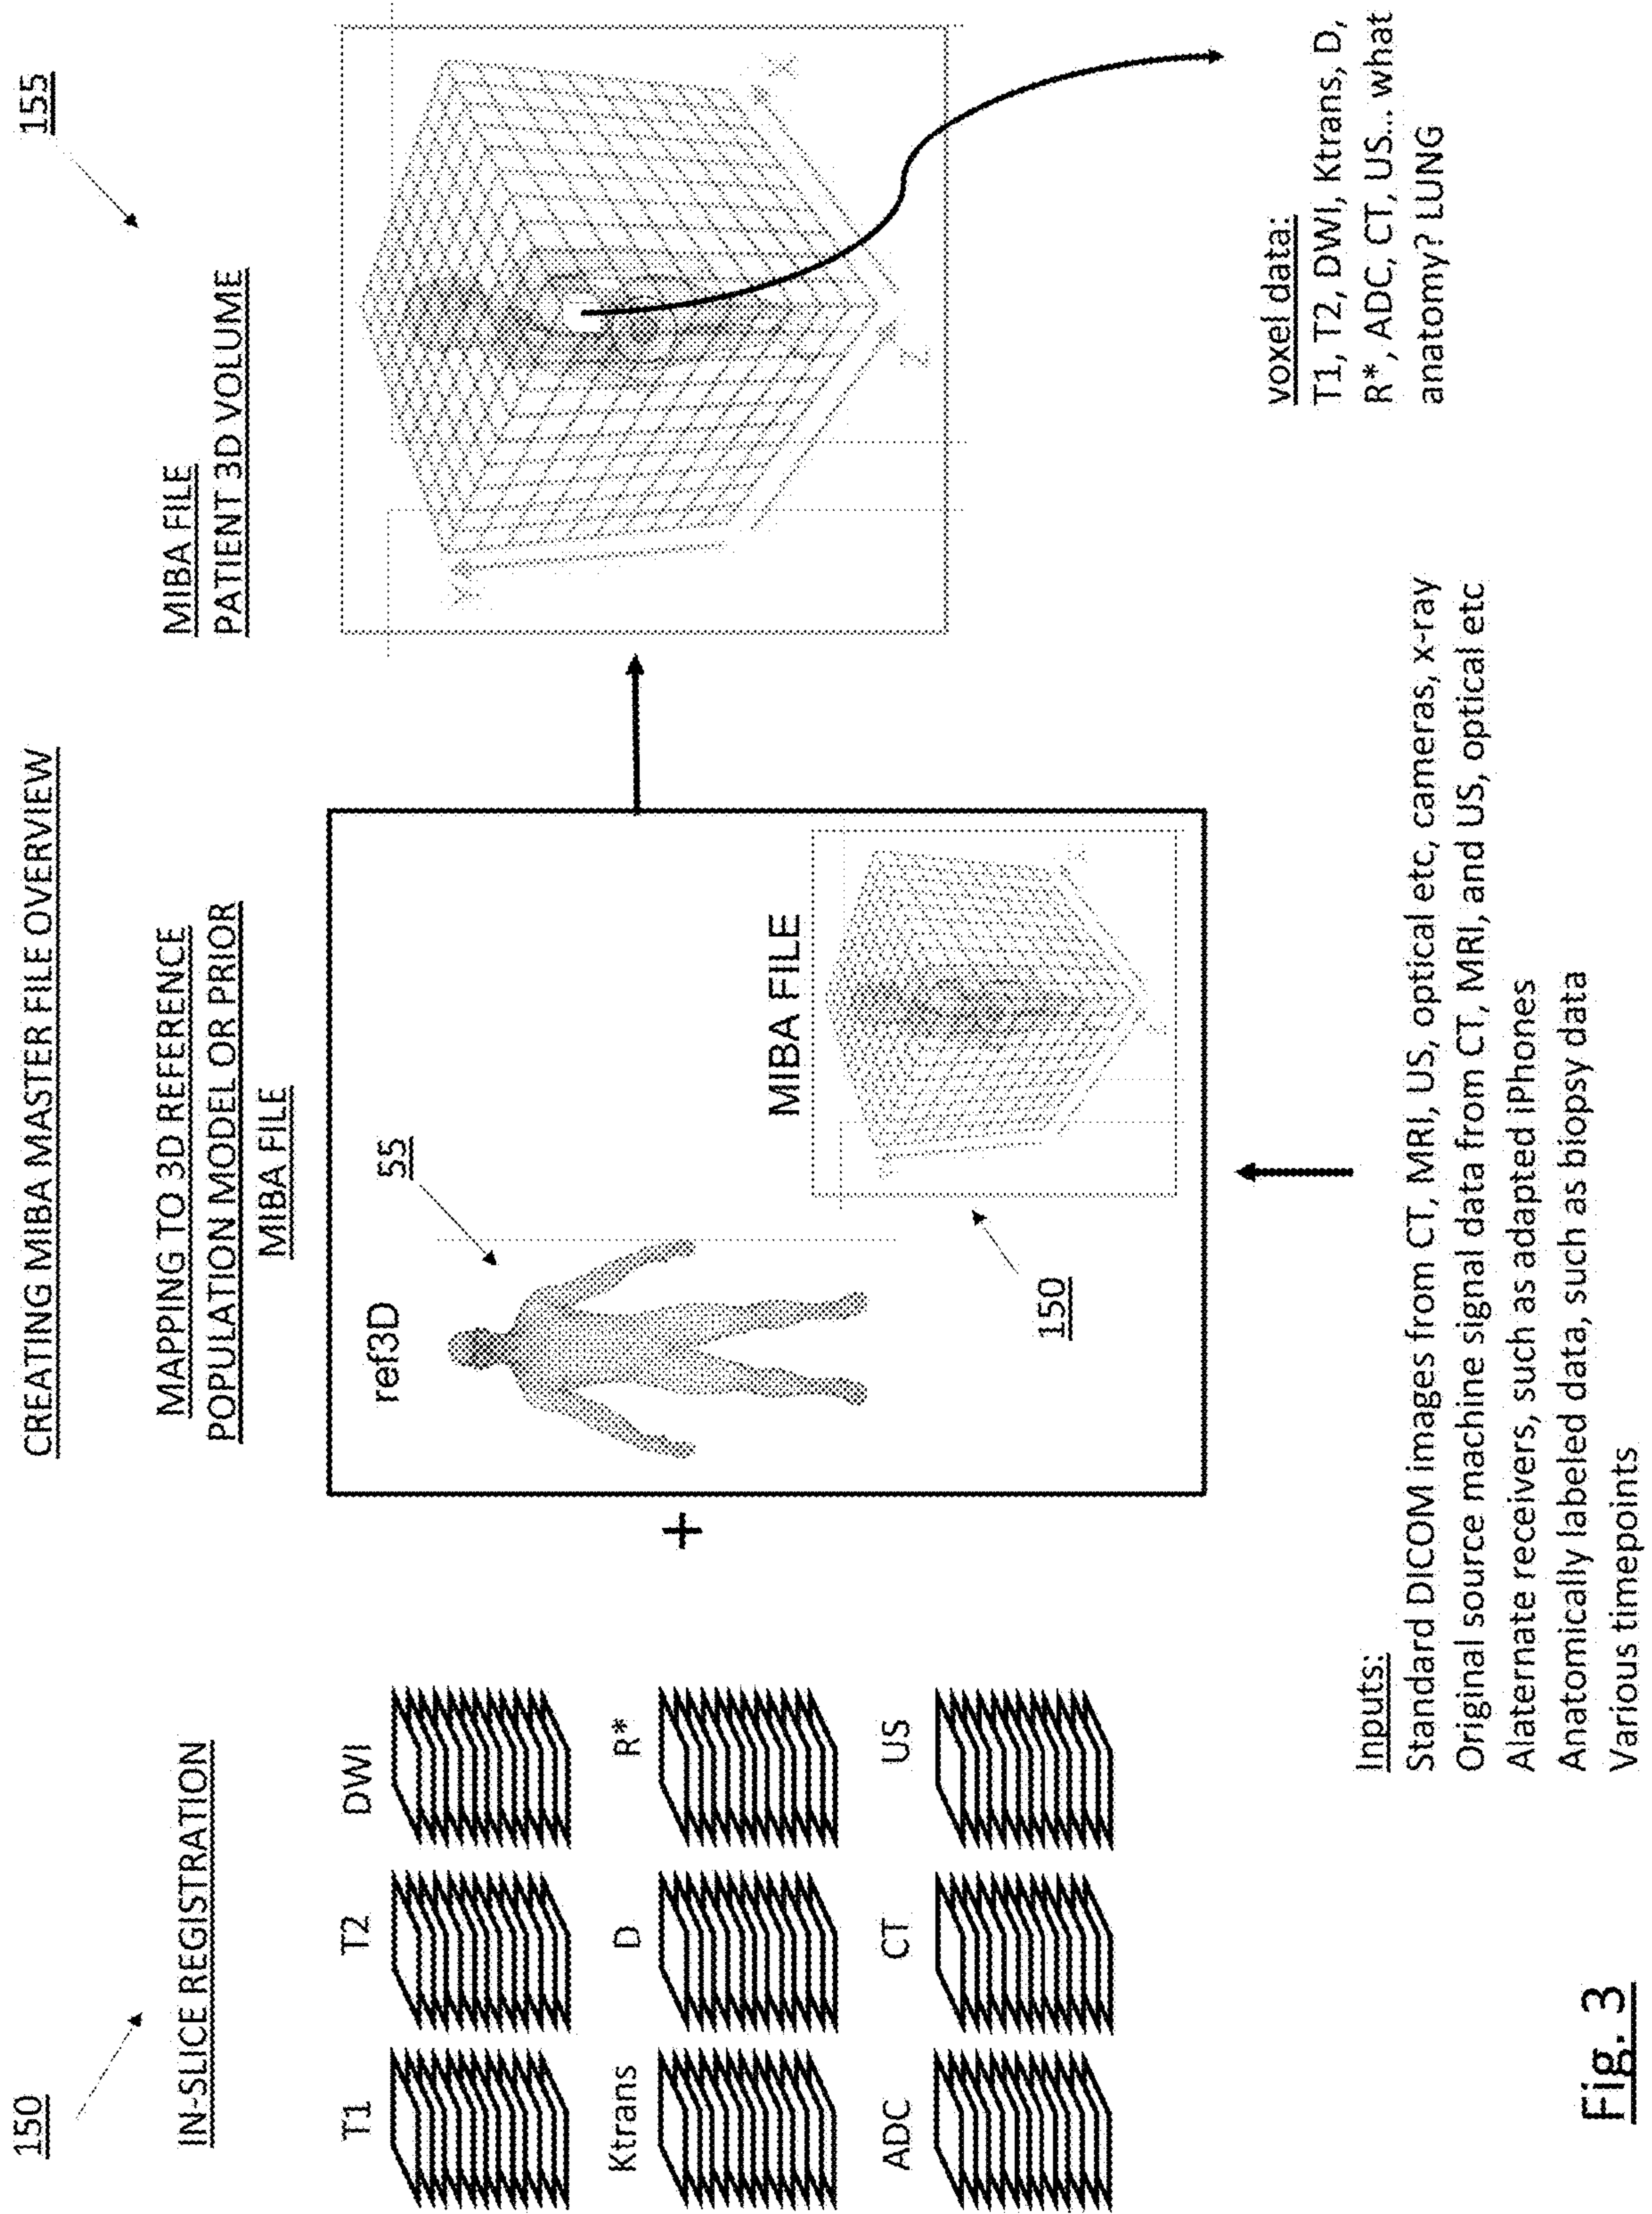 CREATING MIBA MASTER FILE OVERVIEW
150
155
IN-SLICE REGISTRATION
T1
T2
DWI
Ktrans
D
R*
ADC
CT
US
+
MAPPING TO 3D REFERENCE
POPULATION MODEL OR PRIOR
MIBA FILE
ref3D
55
MIBA FILE
150
MIBA FILE
PATIENT 3D VOLUME
Y
X
Z
voxel data:
T1, T2, DWI, Ktrans, D,
R*, ADC, CT, US... what
anatomy? LUNG
Inputs:
Standard DICOM images from CT, MRI, US, optical etc, cameras, x-ray
Original source machine signal data from CT, MRI, and US, optical etc
Alaternate receivers, such as adapted iPhones
Anatomically labeled data, such as biopsy data
Various timepoints
Fig. 3